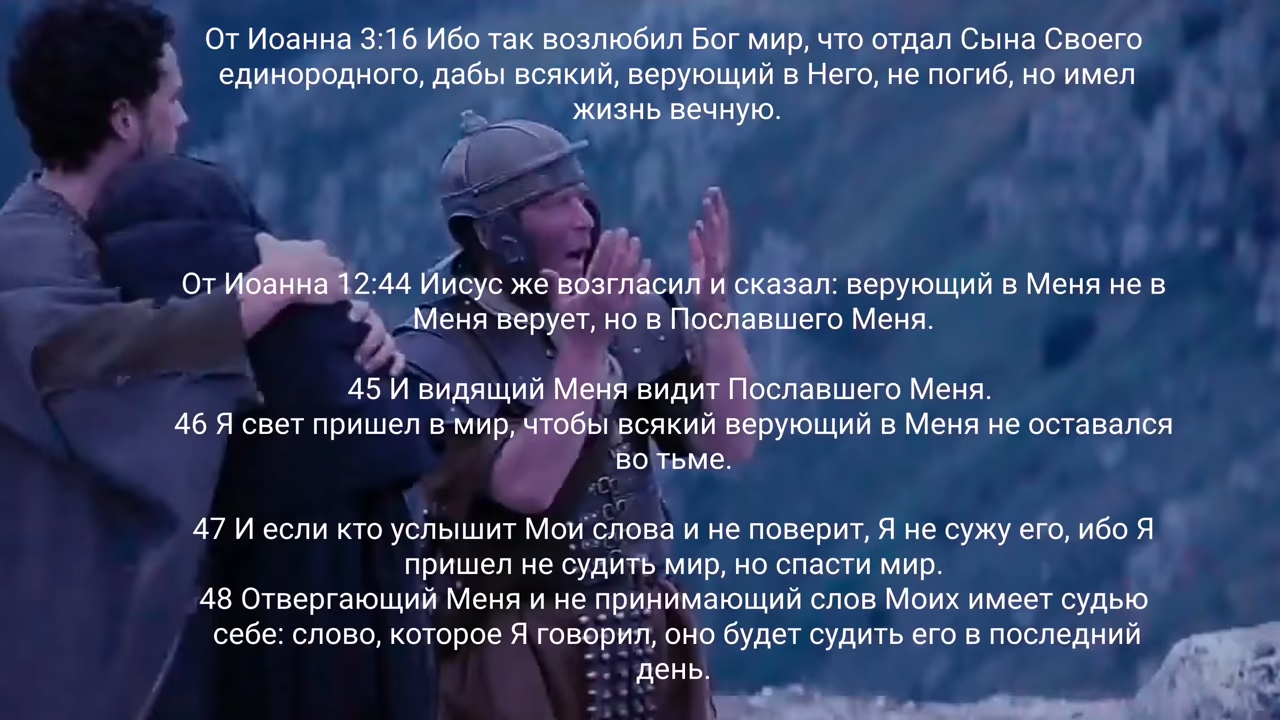 От Иоанна 3:16 Ибо так возлюбил Бог мир, что отдал Сына Своего
единородного, дабы всякий, верующий в Него, не погиб, но имел
жизнь вечную.
От Иоанна 12:44 Иисус же возгласил и сказал: верующий в Меня не в
Меня верует, но в Пославшего Меня.
45 И видящий Меня видит Пославшего Меня.
46 Я свет пришел в мир, чтобы всякий верующий в Меня не оставался
во тьме.
47 И если кто услышит Мои слова и не поверит, Я не сужу его, ибо Я
пришел не судить мир, но спасти мир.
48 Отвергающий Меня и не принимающий слов Моих имеет судью
себе: слово, которое Я говорил, оно будет судить его в последний
день.